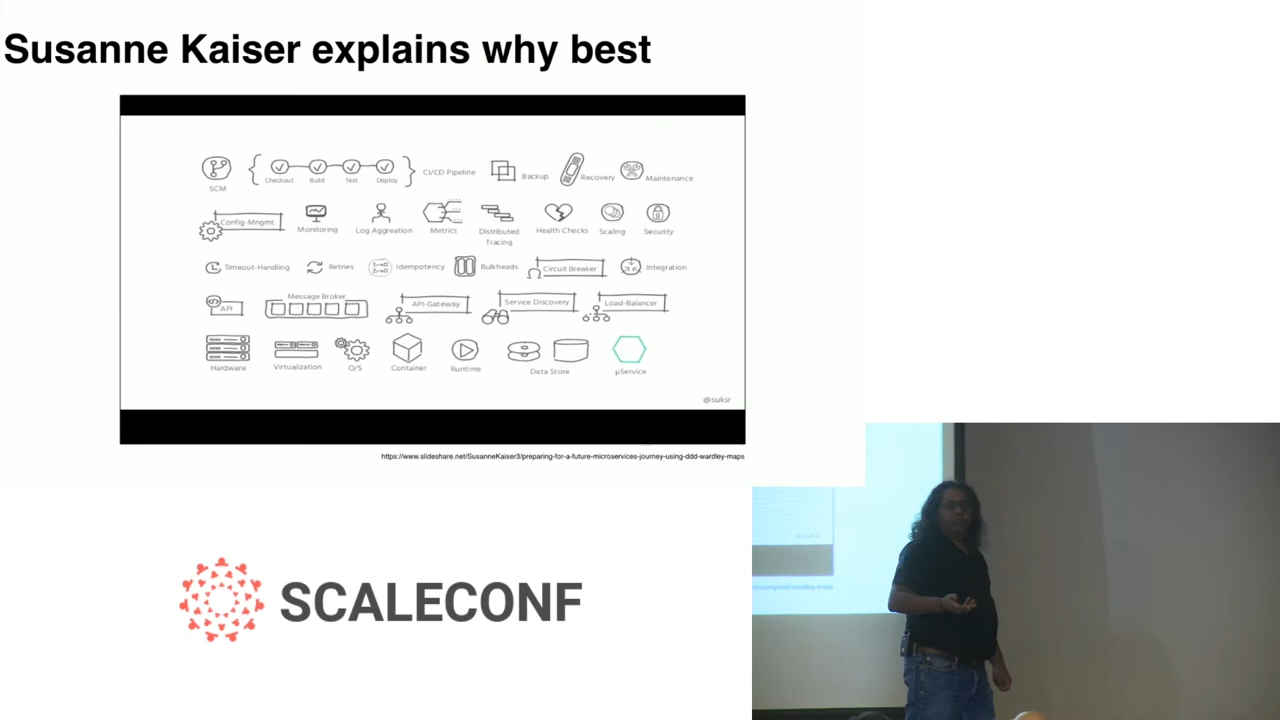 Susanne Kaiser explains why best
SCM
Checkout Build Test Deploy
CI/CD Pipeline
Backup
Recovery
Maintenance
Config-Mngmt.
Monitoring
Log Aggreation
Metrics
Distributed
Tracing
Health Checks
Scaling
Security
Timeout-Handling
Retries
Idempotency
Bulkheads
Circuit Breaker
Integration
API
Message Broker
API-Gateway
Service Discovery
Load-Balancer
Hardware
Virtualization
O/S
Container
Runtime
Data Store
µService
@suksr
https://www.slideshare.net/SusanneKaiser3/preparing-for-a-future-microservices-journey-using-ddd-wardley-maps
SCALECONF